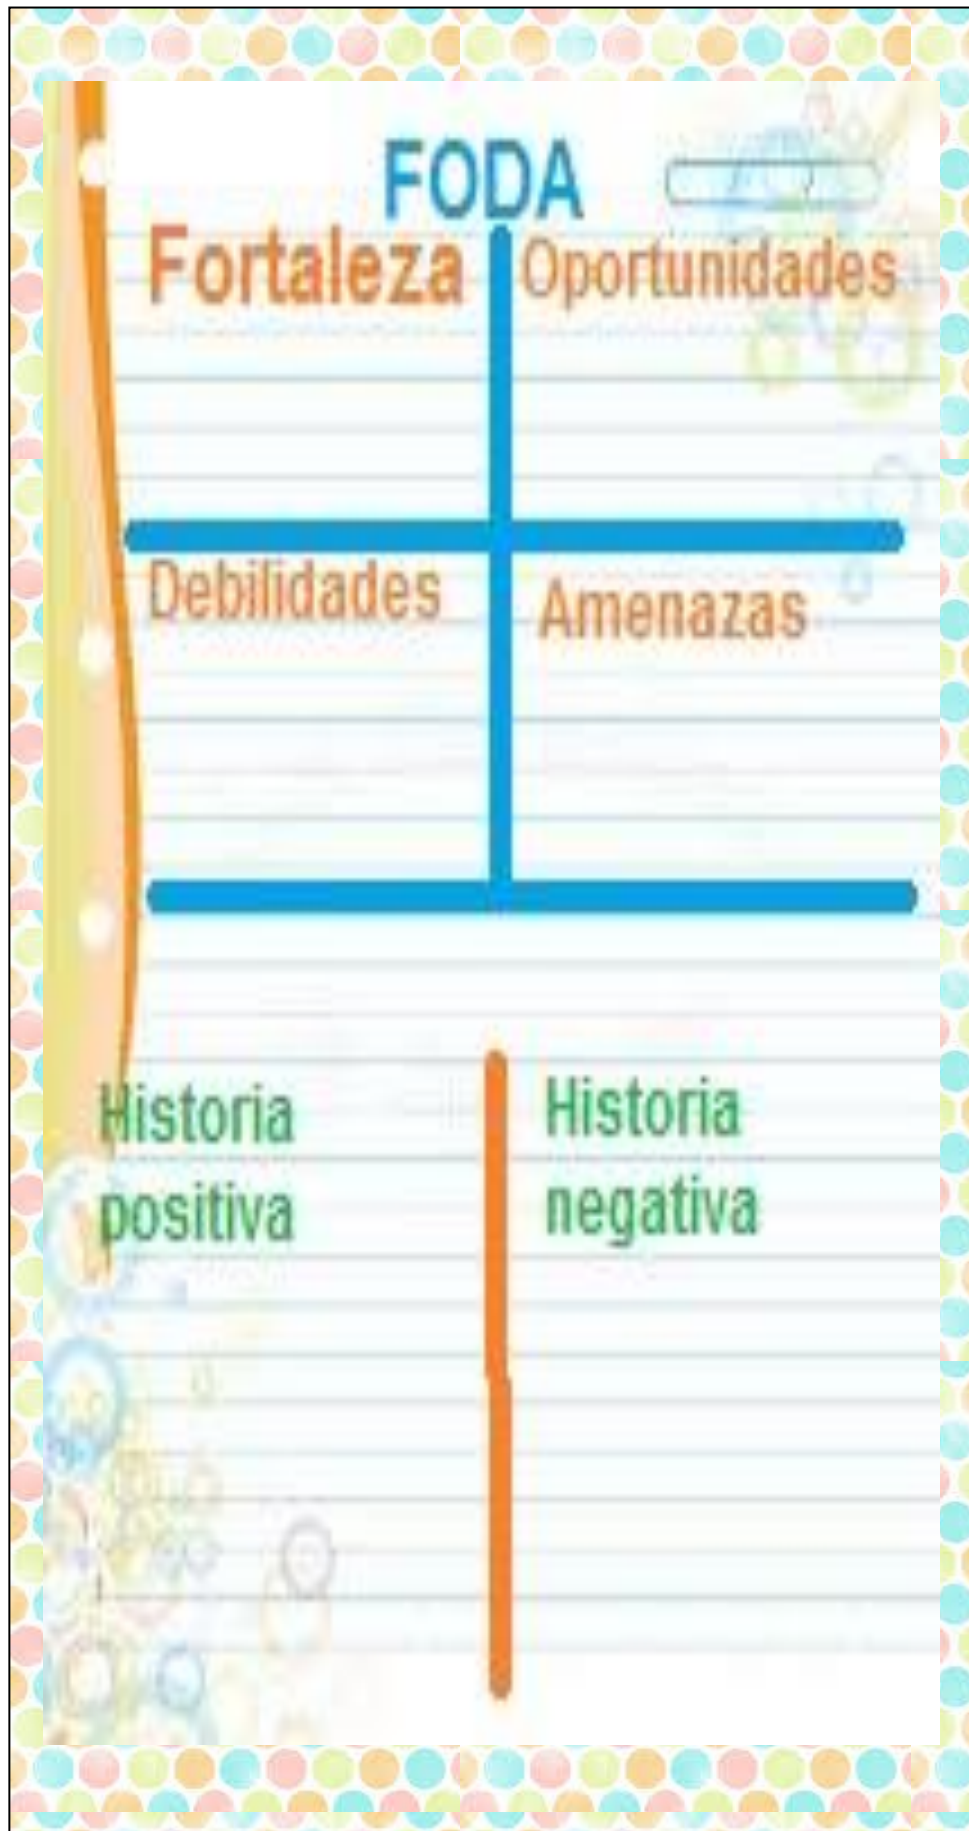 FODA
Fortaleza
Oportunidades
Debilidades
Amenazas
Historia
positiva
Historia
negativa